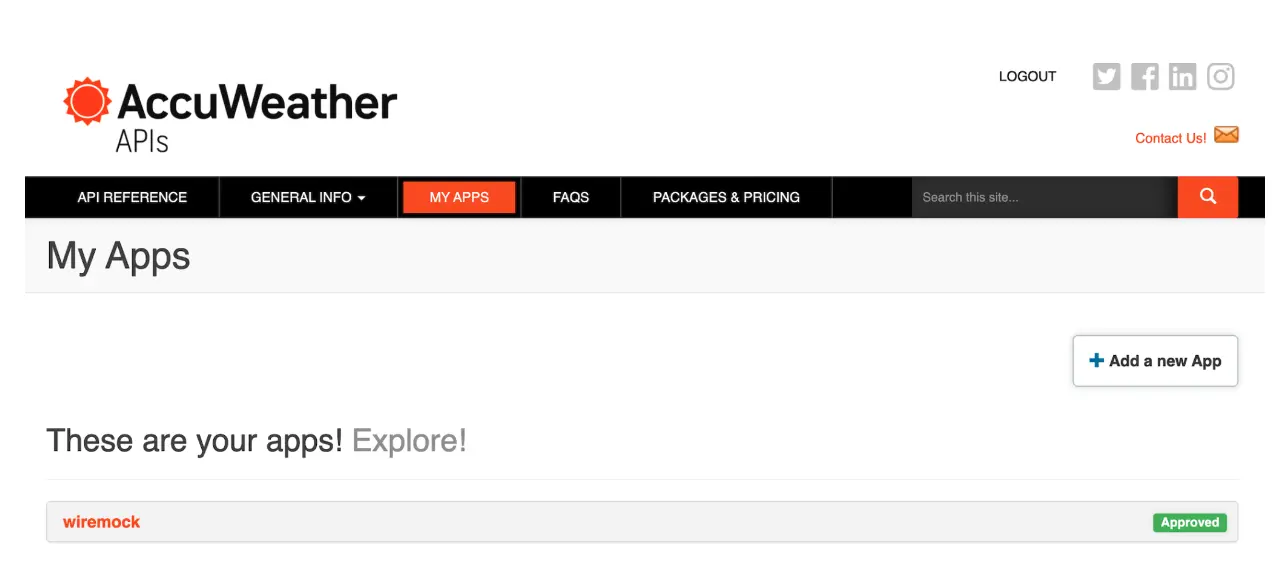 LOGOUT
AccuWeather
APIs
Contact Us!
API REFERENCE
GENERAL INFO
MY APPS
FAQS
PACKAGES & PRICING
Search this site...
My Apps
Add a new App
These are your apps! Explore!
wiremock
Approved